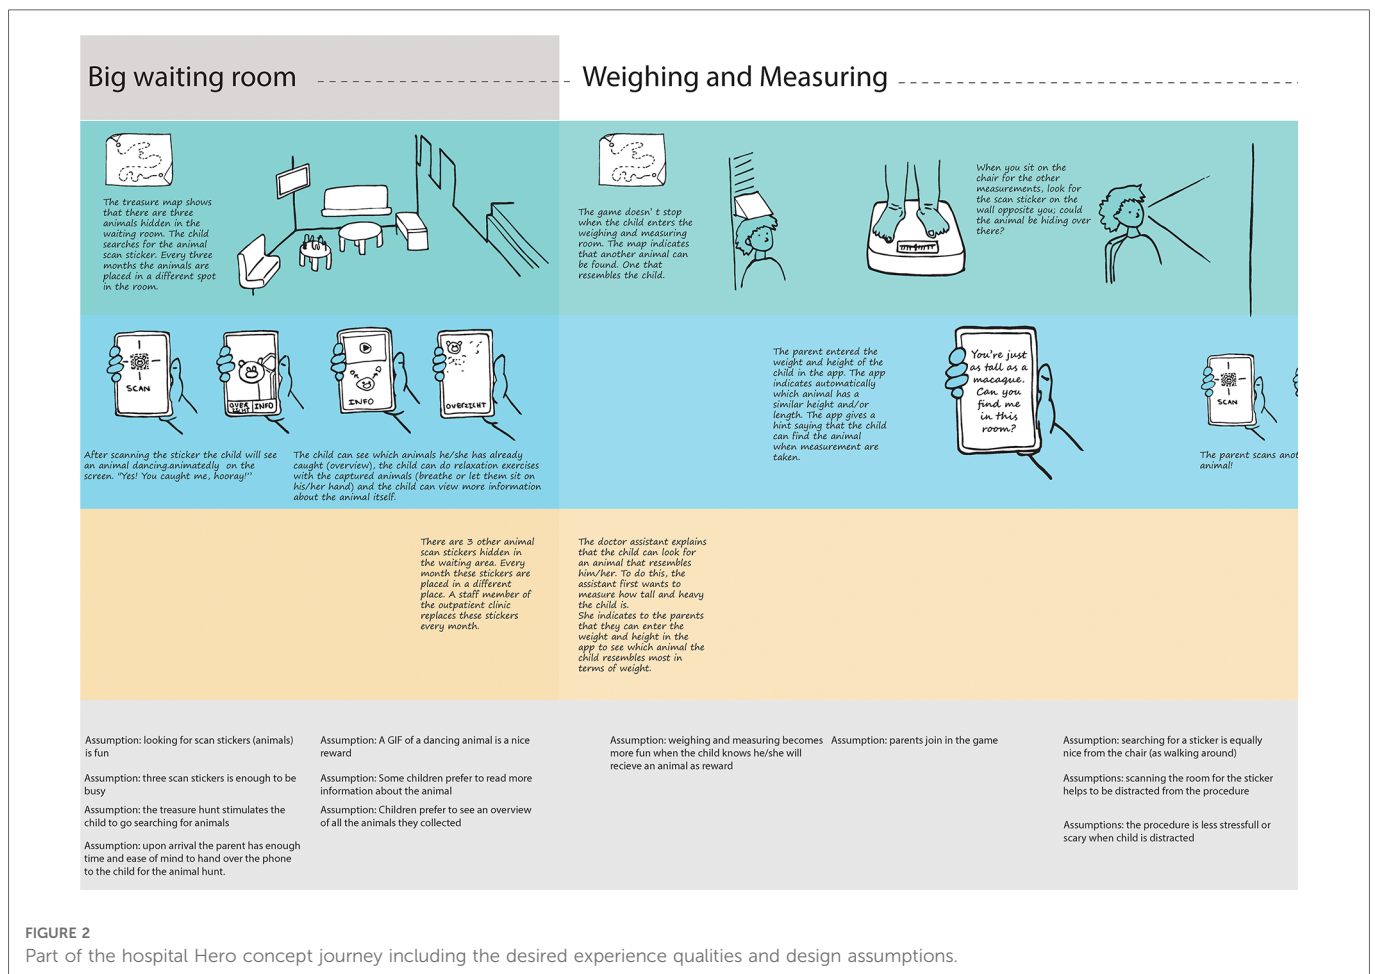 Big waiting room
Weighing and Measuring
The treasure map shows
that there are three
animals hidden in the
waiting room. The child
searches for the animal
scan sticker. Every three
months the animals are
placed in a different spot
in the room.
The game doesn' t stop
when the child enters the
weighing and measuring
room. The map indicates
that another animal can
be found. One that
resembles the child.
When you sit on the
chair for the other
measurements, look for
the scan sticker on the
wall opposite you; could
the animal be hiding over
there?
SCAN
OVER
ZICHT
INFO
INFO
OVERZICHT
After scanning the sticker the child will see
an animal dancing.animatedly on the
screen. "Yes! You caught me, hooray!"
The child can see which animals he/she has already
caught (overview), the child can do relaxation exercises
with the captured animals (breathe or let them sit on
his/her hand) and the child can view more information
about the animal itself.
The parent entered the
weight and height of the
child in the app. The app
indicates automatically
which animal has a
similar height and/or
length. The app gives a
hint saying that the child
can find the animal
when measurement are
taken.
You're just
as tall as a
macaque.
Can you
find me
in this
room?
SCAN
The parent scans anot
animal!
There are 3 other animal
scan stickers hidden in
the waiting area. Every
month these stickers are
placed in a different
place. A staff member of
the outpatient clinic
replaces these stickers
every month.
The doctor assistant explains
that the child can look for
an animal that resembles
him/her. To do this, the
assistant first wants to
measure how tall and heavy
the child is.
She indicates to the parents
that they can enter the
weight and height in the
app to see which animal the
child resembles most in
terms of weight.
Assumption: looking for scan stickers (animals)
is fun
Assumption: three scan stickers is enough to be
busy
Assumption: the treasure hunt stimulates the
child to go searching for animals
Assumption: upon arrival the parent has enough
time and ease of mind to hand over the phone
to the child for the animal hunt.
Assumption: A GIF of a dancing animal is a nice
reward
Assumption: Some children prefer to read more
information about the animal
Assumption: Children prefer to see an overview
of all the animals they collected
Assumption: weighing and measuring becomes
more fun when the child knows he/she will
recieve an animal as reward
Assumption: parents join in the game
Assumption: searching for a sticker is equally
nice from the chair (as walking around)
Assumptions: scanning the room for the sticker
helps to be distracted from the procedure
Assumptions: the procedure is less stressfull or
scary when child is distracted
FIGURE 2
Part of the hospital Hero concept journey including the desired experience qualities and design assumptions.